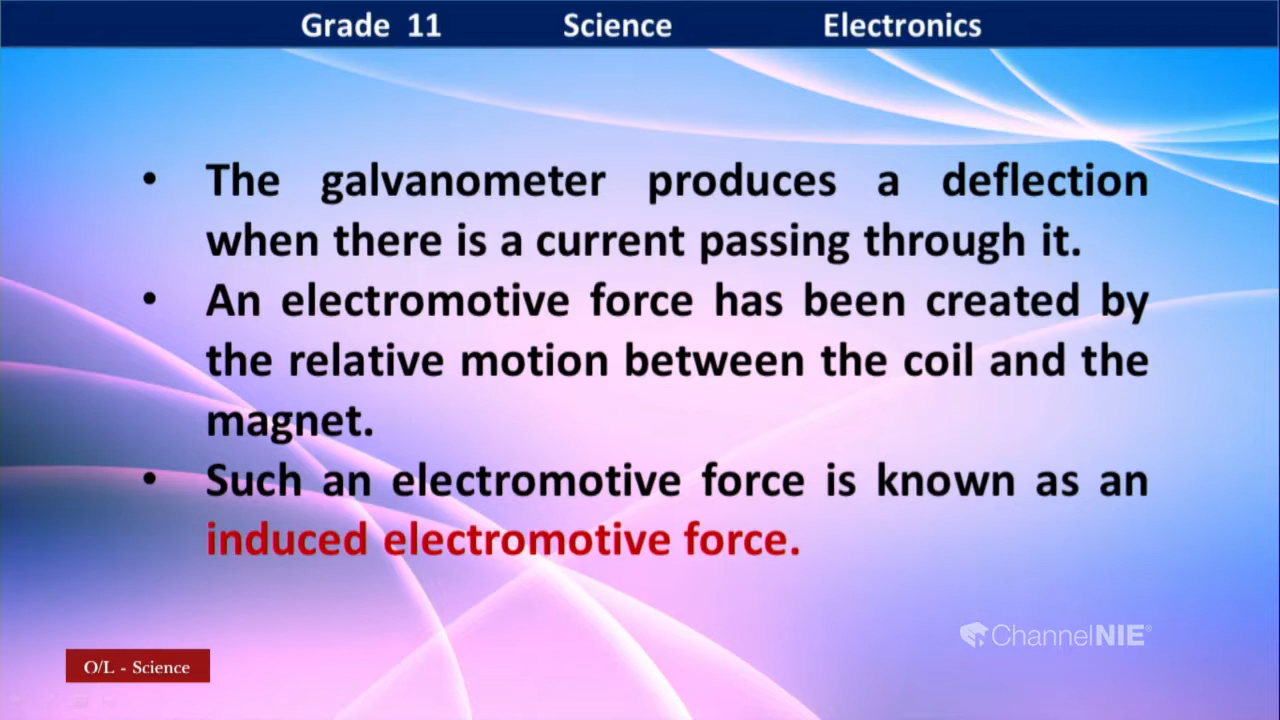 Grade 11 Science Electronics
• The galvanometer produces a deflection
when there is a current passing through it.
• An electromotive force has been created by
the relative motion between the coil and the
magnet.
• Such an electromotive force is known as an
induced electromotive force.
ChannelNIE®
O/L - Science